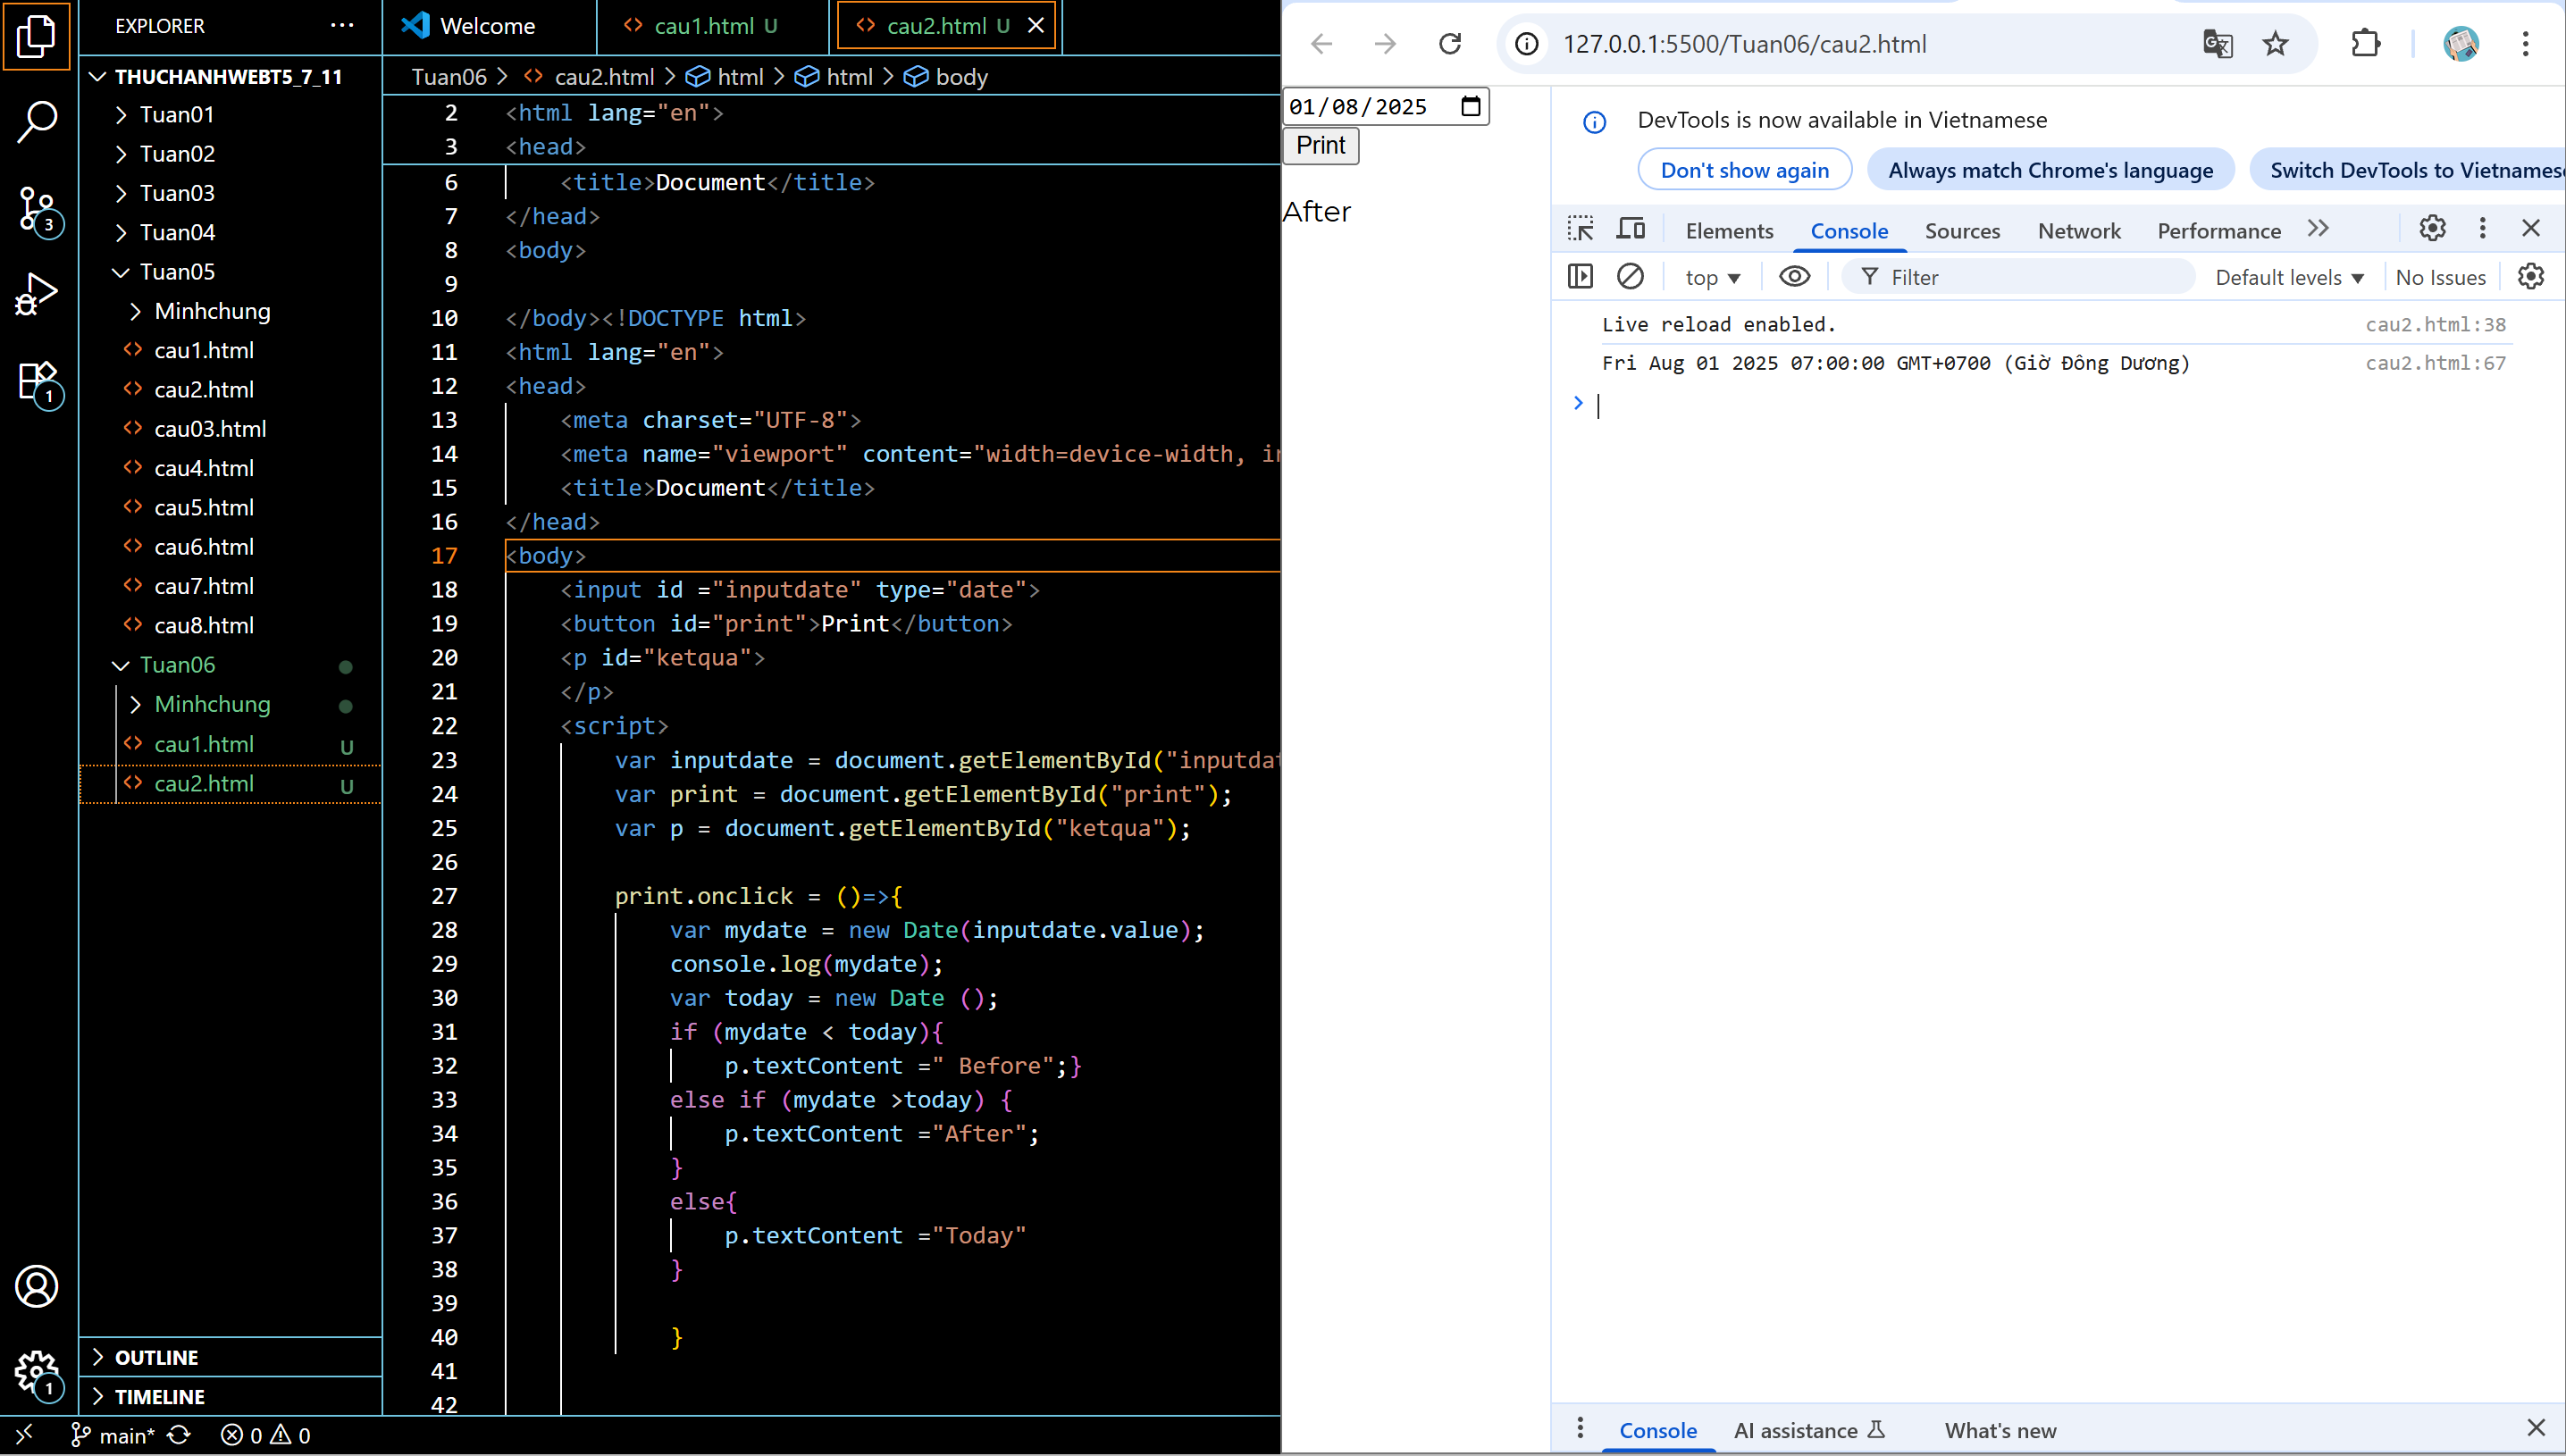 EXPLORER
THUCHANHWEBT5_7_11
Tuan01
Tuan02
Tuan03
Tuan04
Tuan05
Minhchung
cau1.html
cau2.html
cau03.html
cau4.html
cau5.html
cau6.html
cau7.html
cau8.html
Tuan06
Minhchung
cau1.html U
cau2.html U
OUTLINE
TIMELINE
3
1
1
main* 0 0
Welcome cau1.html U cau2.html U
Tuan06 > cau2.html > html > html > body
2 <html lang="en">
3 <head>
6 <title>Document</title>
7 </head>
8 <body>
9
10 </body><!DOCTYPE html>
11 <html lang="en">
12 <head>
13 <meta charset="UTF-8">
14 <meta name="viewport" content="width=device-width, in
15 <title>Document</title>
16 </head>
17 <body>
18 <input id ="inputdate" type="date">
19 <button id="print">Print</button>
20 <p id="ketqua">
21 </p>
22 <script>
23 var inputdate = document.getElementById("inputdat
24 var print = document.getElementById("print");
25 var p = document.getElementById("ketqua");
26
27 print.onclick = ()=>{
28 var mydate = new Date(inputdate.value);
29 console.log(mydate);
30 var today = new Date ();
31 if (mydate < today){
32 p.textContent =" Before";}
33 else if (mydate >today) {
34 p.textContent ="After";
35 }
36 else{
37 p.textContent ="Today"
38 }
39
40 }
41
42
127.0.0.1:5500/Tuan06/cau2.html
01/08/2025
Print
After
DevTools is now available in Vietnamese
Don't show again Always match Chrome's language Switch DevTools to Vietnamese
Elements Console Sources Network Performance
top Filter Default levels No Issues
Live reload enabled. cau2.html:38
Fri Aug 01 2025 07:00:00 GMT+0700 (Giờ Đông Dương) cau2.html:67
Console AI assistance What's new